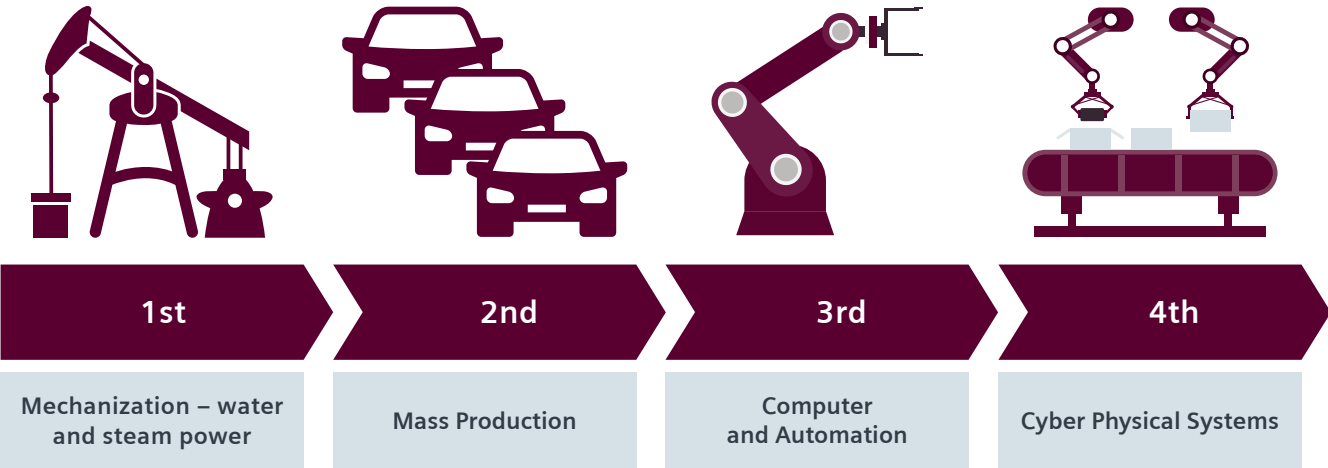 1st
2nd
3rd
4th
Mechanization – water
and steam power
Mass Production
Computer
and Automation
Cyber Physical Systems